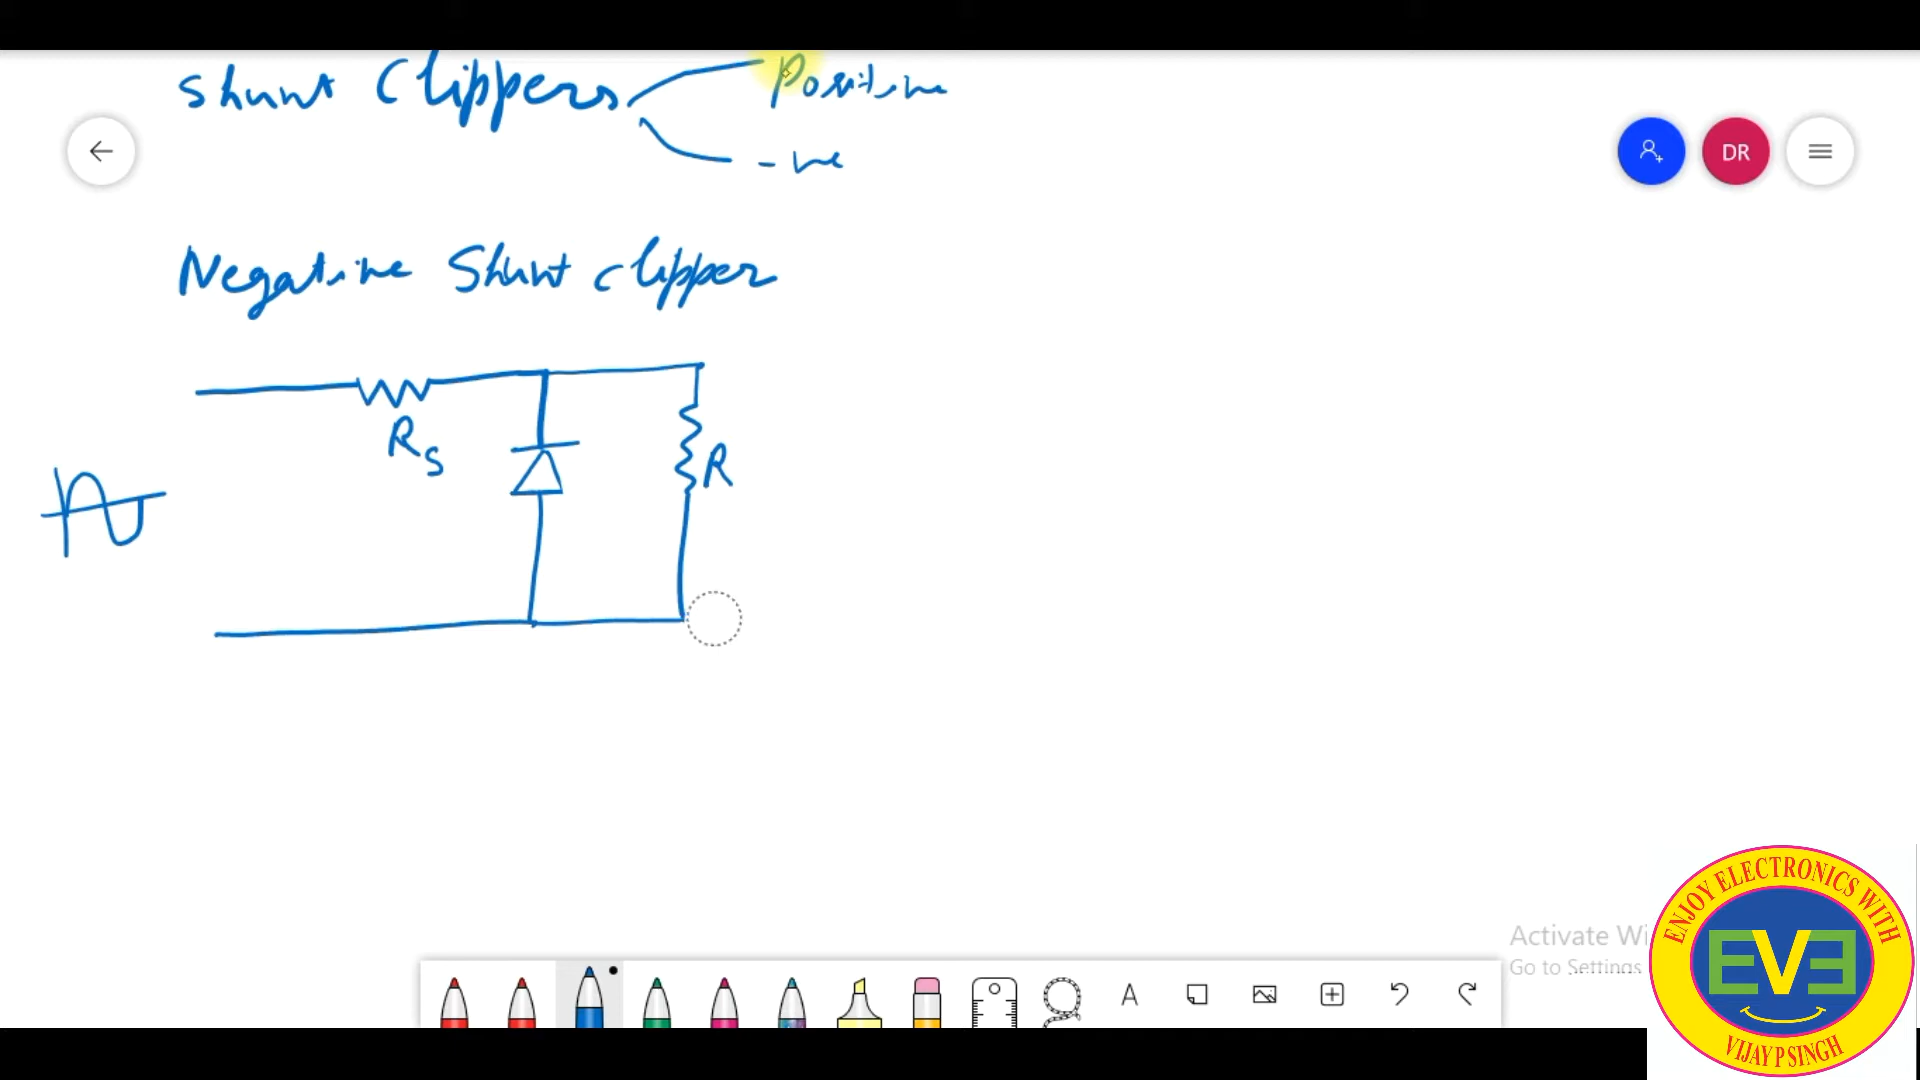 Shunt Clippers Positive
-ve
DR
Negative Shunt clipper
RS
R
Activate Wi
Go to Settings
A
ENJOY ELECTRONICS WITH
EVE
VIJAY P SINGH